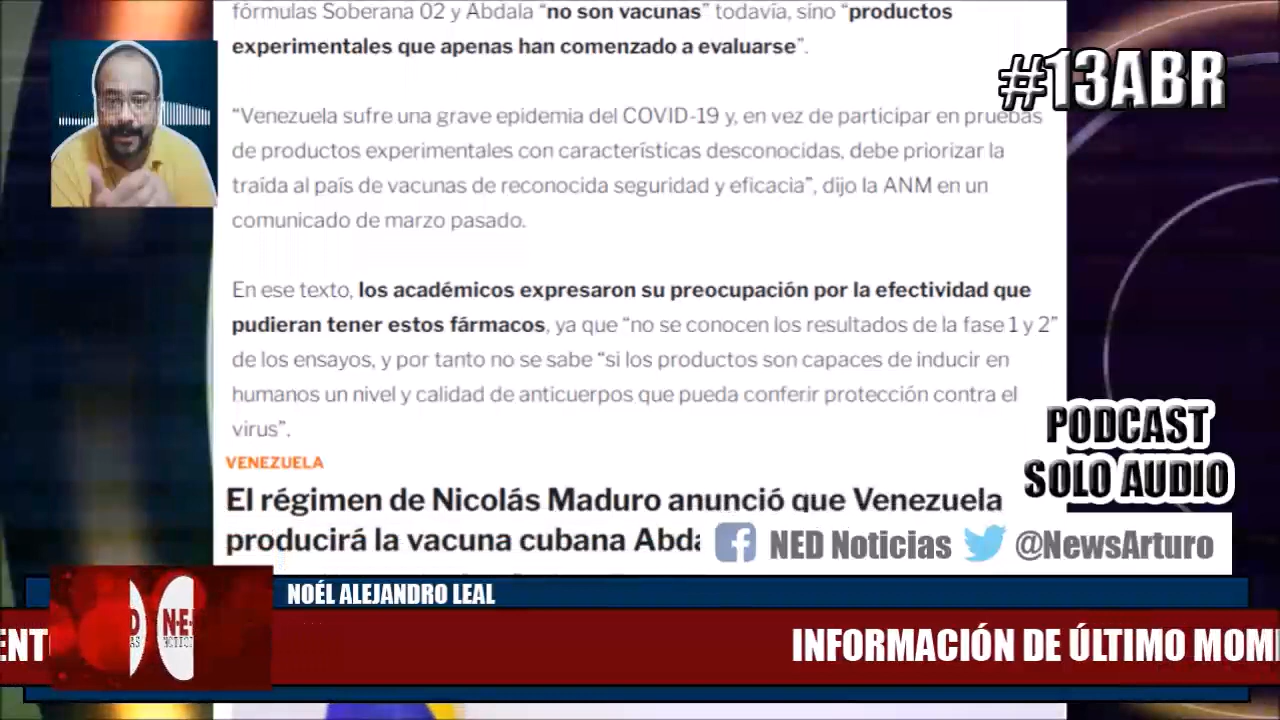 fórmulas Soberana 02 y Abdala “no son vacunas” todavía, sino “productos
experimentales que apenas han comenzado a evaluarse”.
#13ABR
“Venezuela sufre una grave epidemia del COVID-19 y, en vez de participar en pruebas
de productos experimentales con características desconocidas, debe priorizar la
traída al país de vacunas de reconocida seguridad y eficacia”, dijo la ANM en un
comunicado de marzo pasado.
En ese texto, los académicos expresaron su preocupación por la efectividad que
pudieran tener estos fármacos, ya que “no se conocen los resultados de la fase 1 y 2”
de los ensayos, y por tanto no se sabe “si los productos son capaces de inducir en
humanos un nivel y calidad de anticuerpos que pueda conferir protección contra el
virus”.
PODCAST
SOLO AUDIO
VENEZUELA
El régimen de Nicolás Maduro anunció que Venezuela
producirá la vacuna cubana Abda
NED Noticias @NewsArturo
NOÉL ALEJANDRO LEAL
ENT
INFORMACIÓN DE ÚLTIMO MOM